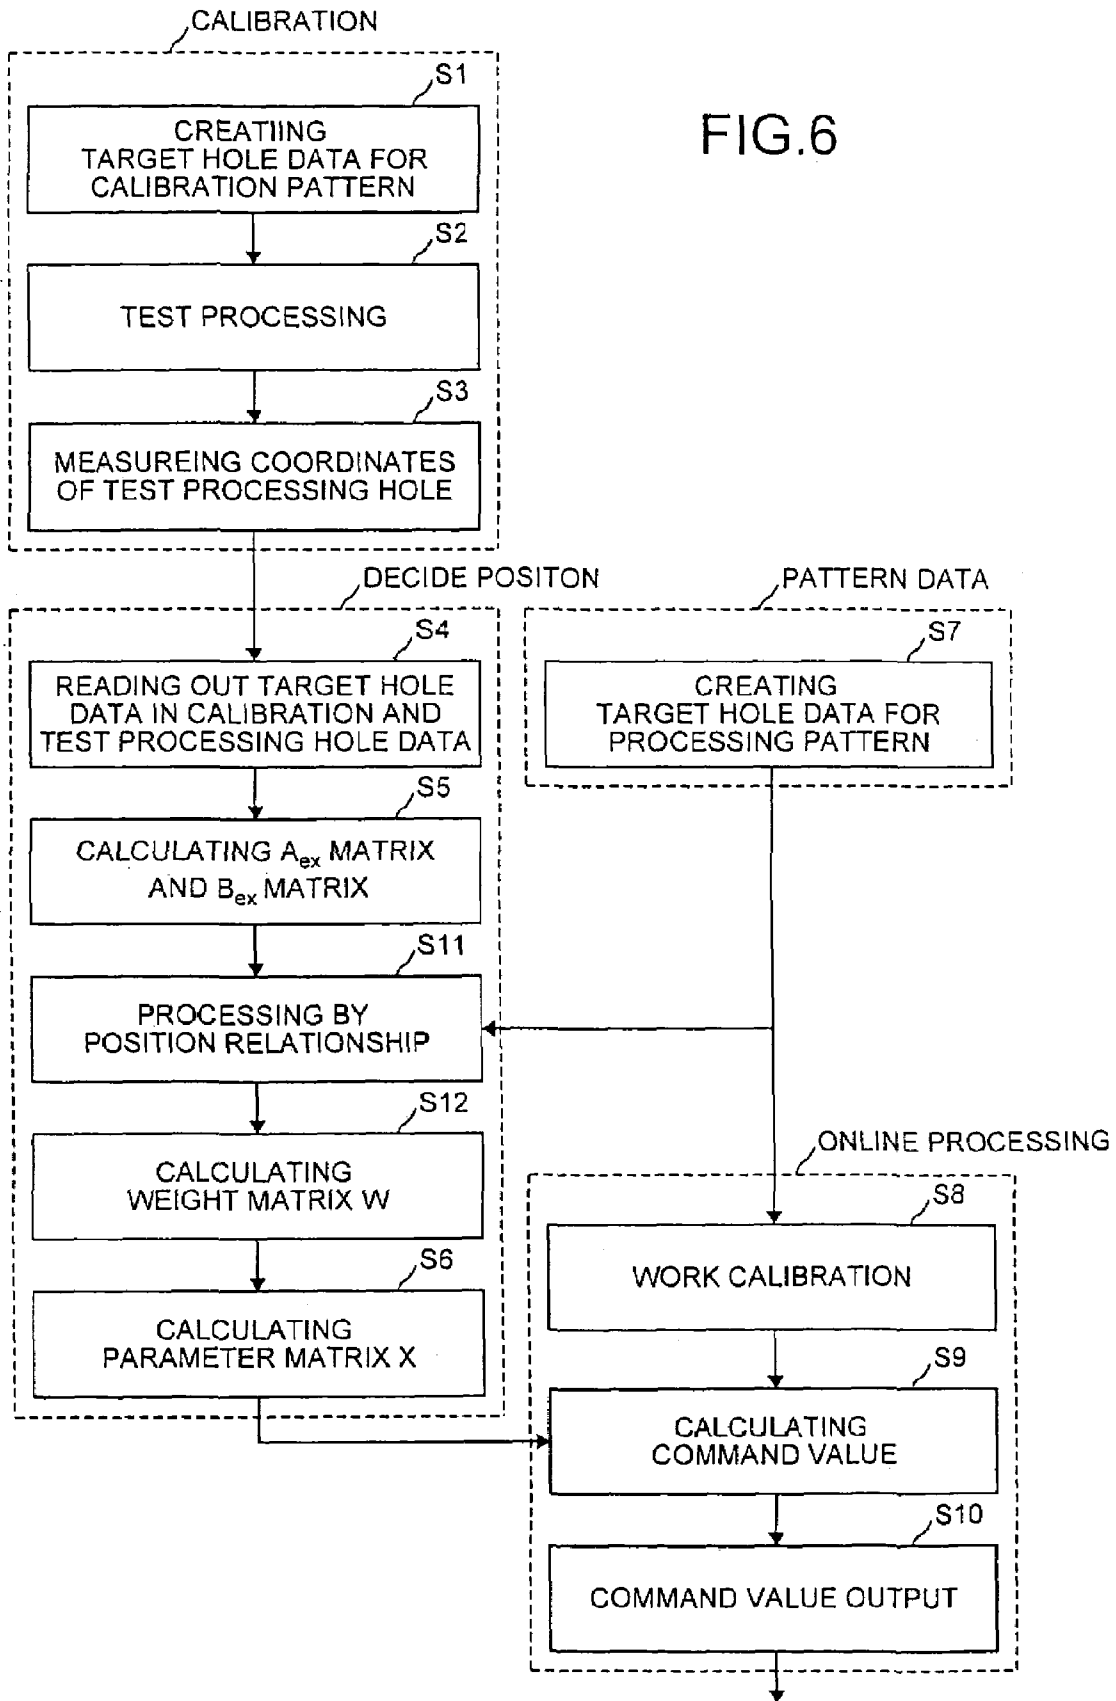 CALIBRATION
S1
FIG.6
CREATIING
TARGET HOLE DATA FOR
CALIBRATION PATTERN
S2
TEST PROCESSING
S3
MEASUREING COORDINATES
OF TEST PROCESSING HOLE
DECIDE POSITON
PATTERN DATA
S4
S7
READING OUT TARGET HOLE
DATA IN CALIBRATION AND
TEST PROCESSING HOLE DATA
CREATING
TARGET HOLE DATA FOR
PROCESSING PATTERN
S5
CALCULATING Aex MATRIX
AND Bex MATRIX
S11
PROCESSING BY
POSITION RELATIONSHIP
S12
CALCULATING
WEIGHT MATRIX W
ONLINE PROCESSING
S8
WORK CALIBRATION
S6
CALCULATING
PARAMETER MATRIX X
S9
CALCULATING
COMMAND VALUE
S10
COMMAND VALUE OUTPUT